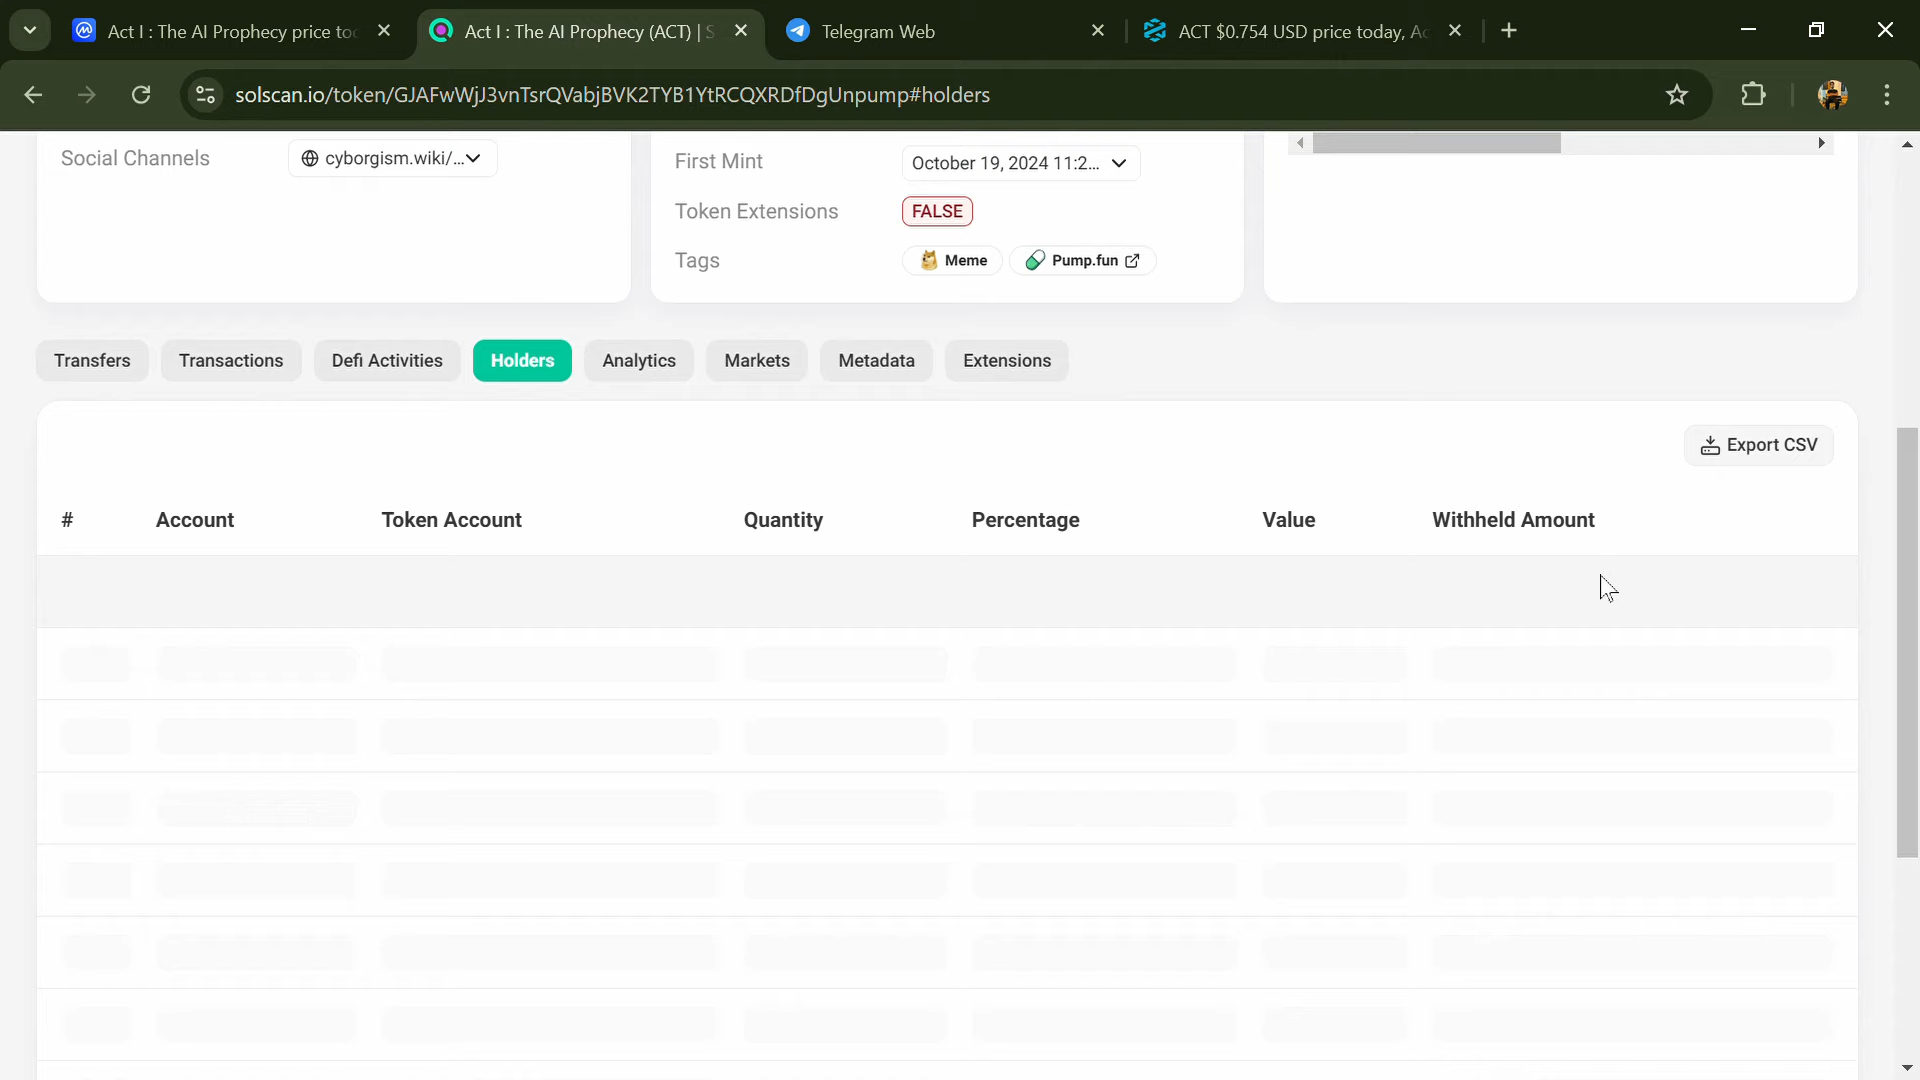 Act I : The AI Prophecy price to
Act I : The AI Prophecy (ACT) | S
Telegram Web
ACT $0.754 USD price today, Ac
solscan.io/token/GJAFwWjJ3vnTsrQVabjBVK2TYB1YtRCQXRDfDgUnpump#holders
Social Channels
cyborgism.wiki/...
First Mint
October 19, 2024 11:2...
Token Extensions
FALSE
Tags
Meme
Pump.fun
Transfers
Transactions
Defi Activities
Holders
Analytics
Markets
Metadata
Extensions
Export CSV
#
Account
Token Account
Quantity
Percentage
Value
Withheld Amount